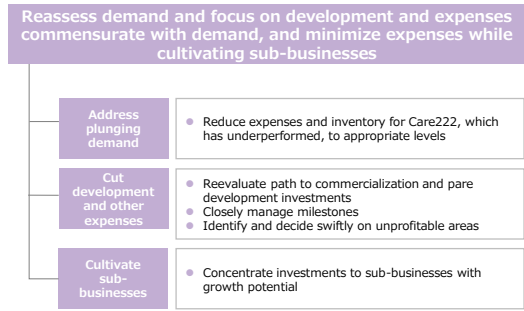 Reassess demand and focus on development and expenses
commensurate with demand, and minimize expenses while
cultivating sub-businesses
Address
plunging
demand
● Reduce expenses and inventory for Care222, which
has underperformed, to appropriate levels
Cut
development
and other
expenses
● Reevaluate path to commercialization and pare
development investments
● Closely manage milestones
● Identify and decide swiftly on unprofitable areas
Cultivate
sub-
businesses
● Concentrate investments to sub-businesses with
growth potential